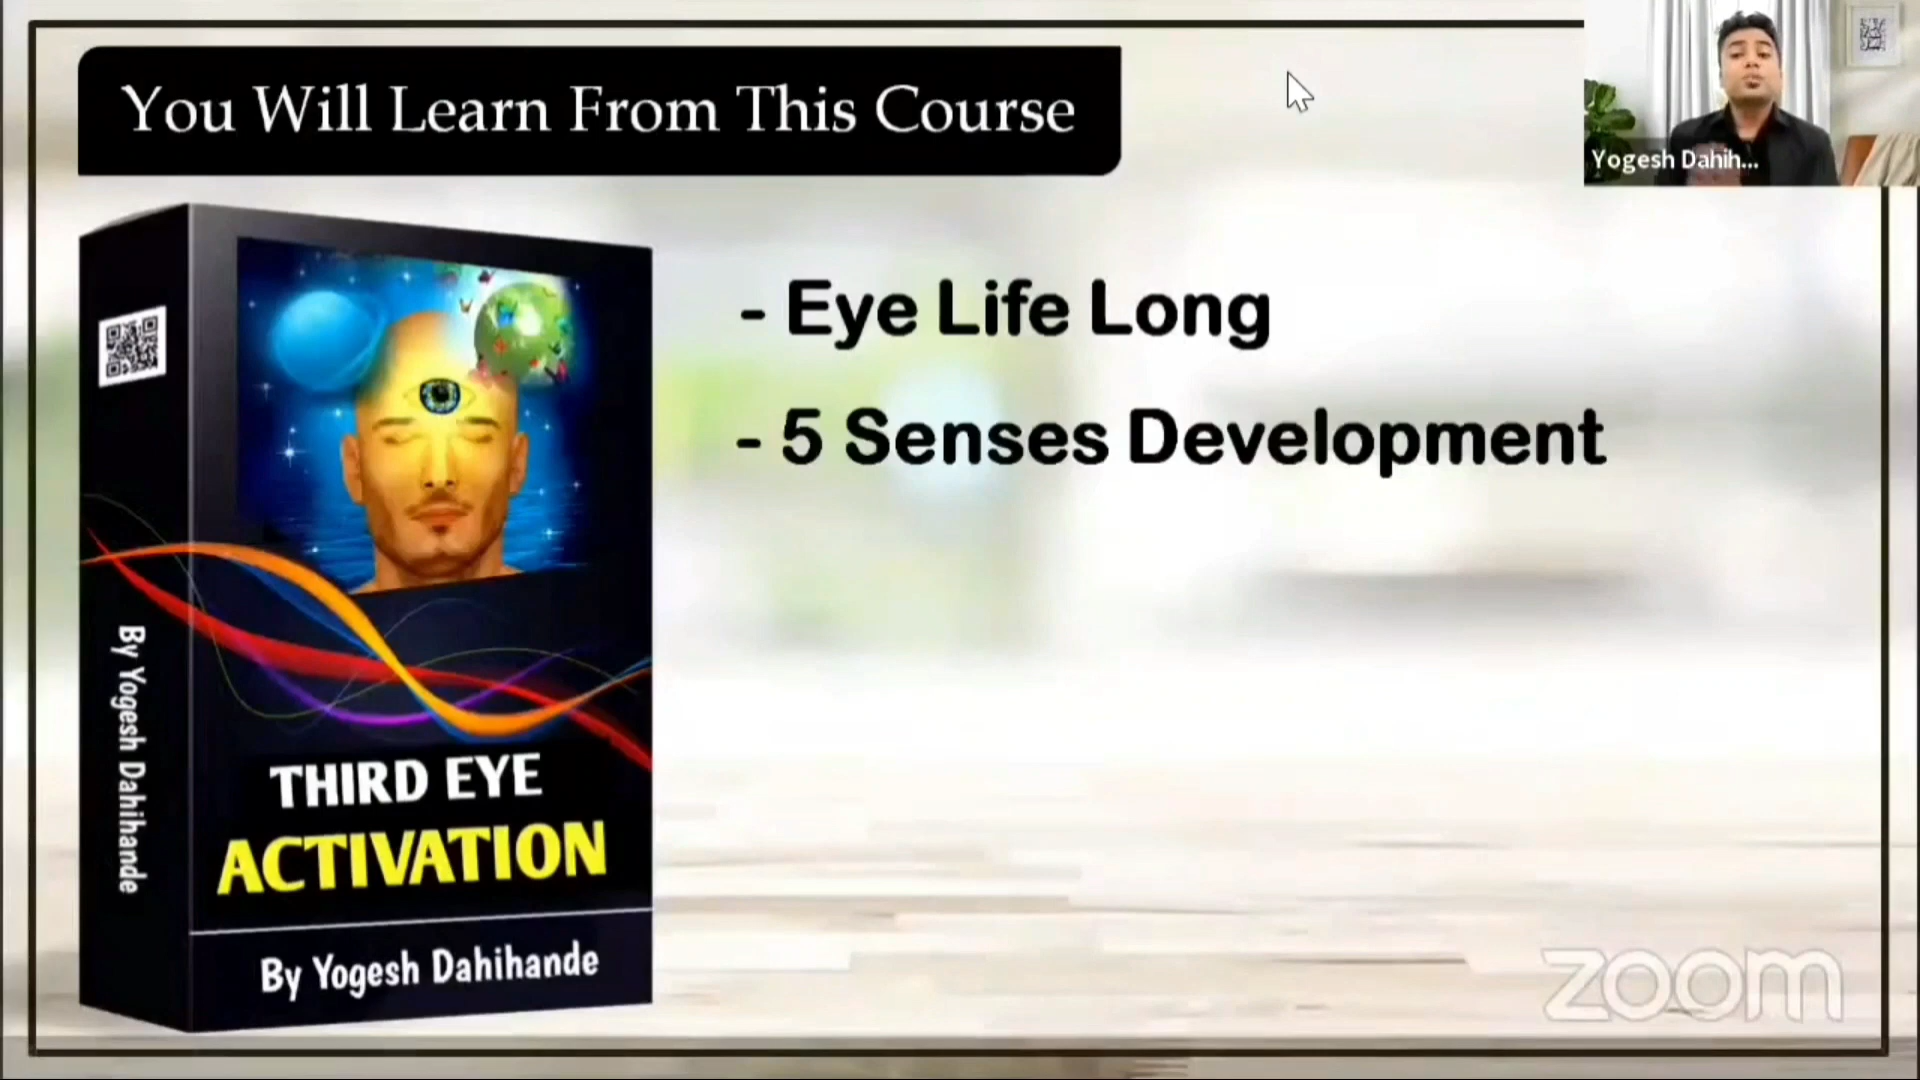 You Will Learn From This Course
Yogesh Dahih...
- Eye Life Long
- 5 Senses Development
By Yogesh Dahihande
THIRD EYE
ACTIVATION
By Yogesh Dahihande
zoom